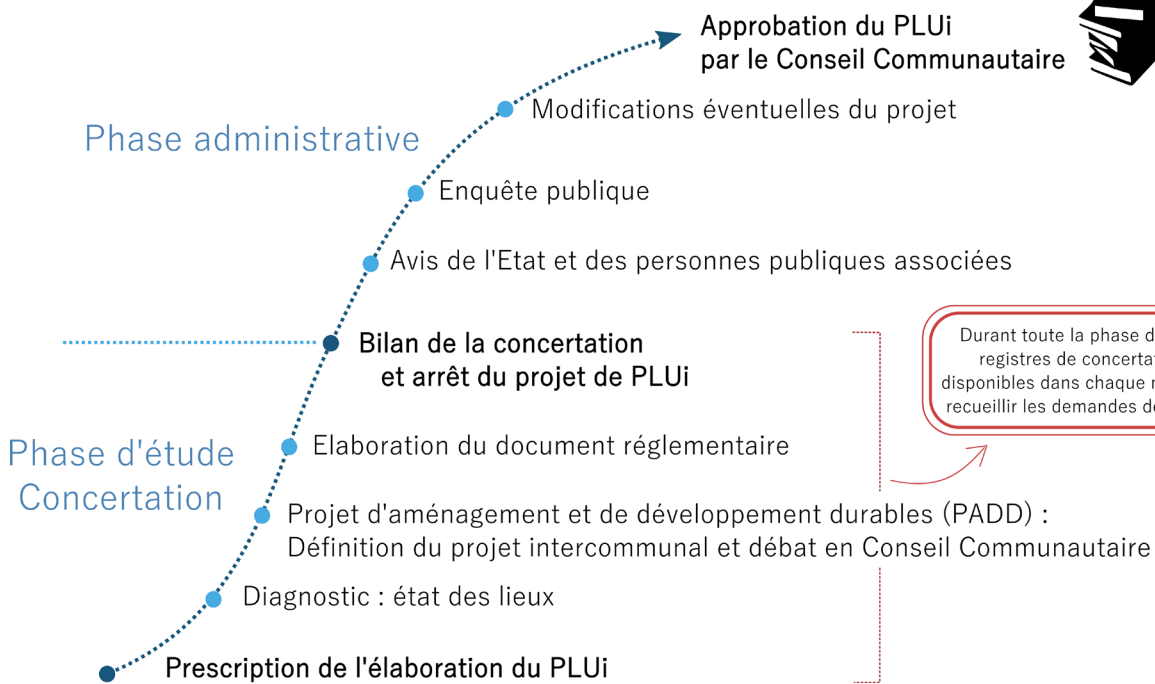 Approbation du PLUi
par le Conseil Communautaire
Modifications éventuelles du projet
Phase administrative
Enquête publique
Avis de l'Etat et des personnes publiques associées
Bilan de la concertation
et arrêt du projet de PLUi
Durant toute la phase
registres de
disponibles dans chaque
recueillir les demandes
Elaboration du document réglementaire
Phase d'étude
Concertation
Projet d'aménagement et de développement durables (PADD) :
Définition du projet intercommunal et débat en Conseil Communautaire
Diagnostic : état des lieux
Prescription de l'élaboration du PLUi